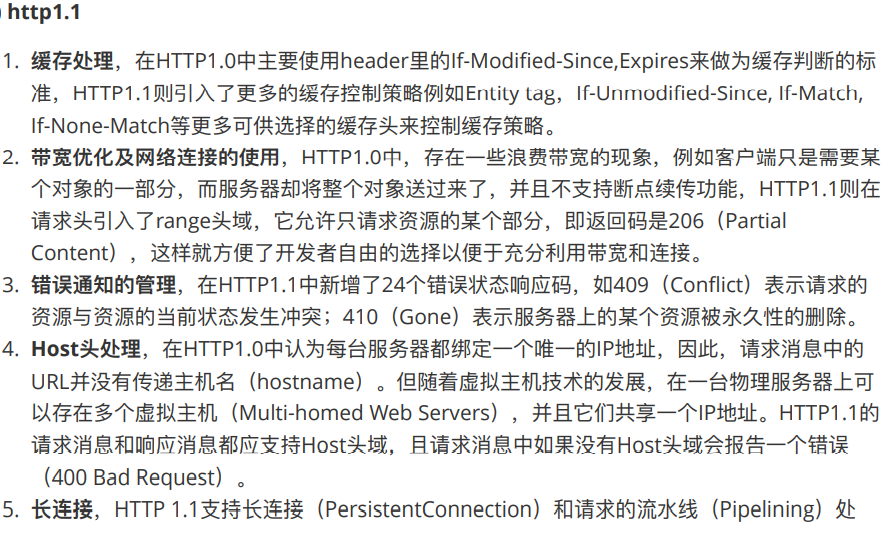 ) http1.1
1. 缓存处理，在HTTP1.0中主要使用header里的If-Modified-Since,Expires来做为缓存判断的标
准，HTTP1.1则引入了更多的缓存控制策略例如Entity tag，If-Unmodified-Since, If-Match,
If-None-Match等更多可供选择的缓存头来控制缓存策略。
2. 带宽优化及网络连接的使用，HTTP1.0中，存在一些浪费带宽的现象，例如客户端只是需要某
个对象的一部分，而服务器却将整个对象送过来了，并且不支持断点续传功能，HTTP1.1则在
请求头引入了range头域，它允许只请求资源的某个部分，即返回码是206（Partial
Content），这样就方便了开发者自由的选择以便于充分利用带宽和连接。
3. 错误通知的管理，在HTTP1.1中新增了24个错误状态响应码，如409（Conflict）表示请求的
资源与资源的当前状态发生冲突；410（Gone）表示服务器上的某个资源被永久性的删除。
4. Host头处理，在HTTP1.0中认为每台服务器都绑定一个唯一的IP地址，因此，请求消息中的
URL并没有传递主机名（hostname）。但随着虚拟主机技术的发展，在一台物理服务器上可
以存在多个虚拟主机（Multi-homed Web Servers），并且它们共享一个IP地址。HTTP1.1的
请求消息和响应消息都应支持Host头域，且请求消息中如果没有Host头域会报告一个错误
（400 Bad Request）。
5. 长连接，HTTP 1.1支持长连接（PersistentConnection）和请求的流水线（Pipelining）处